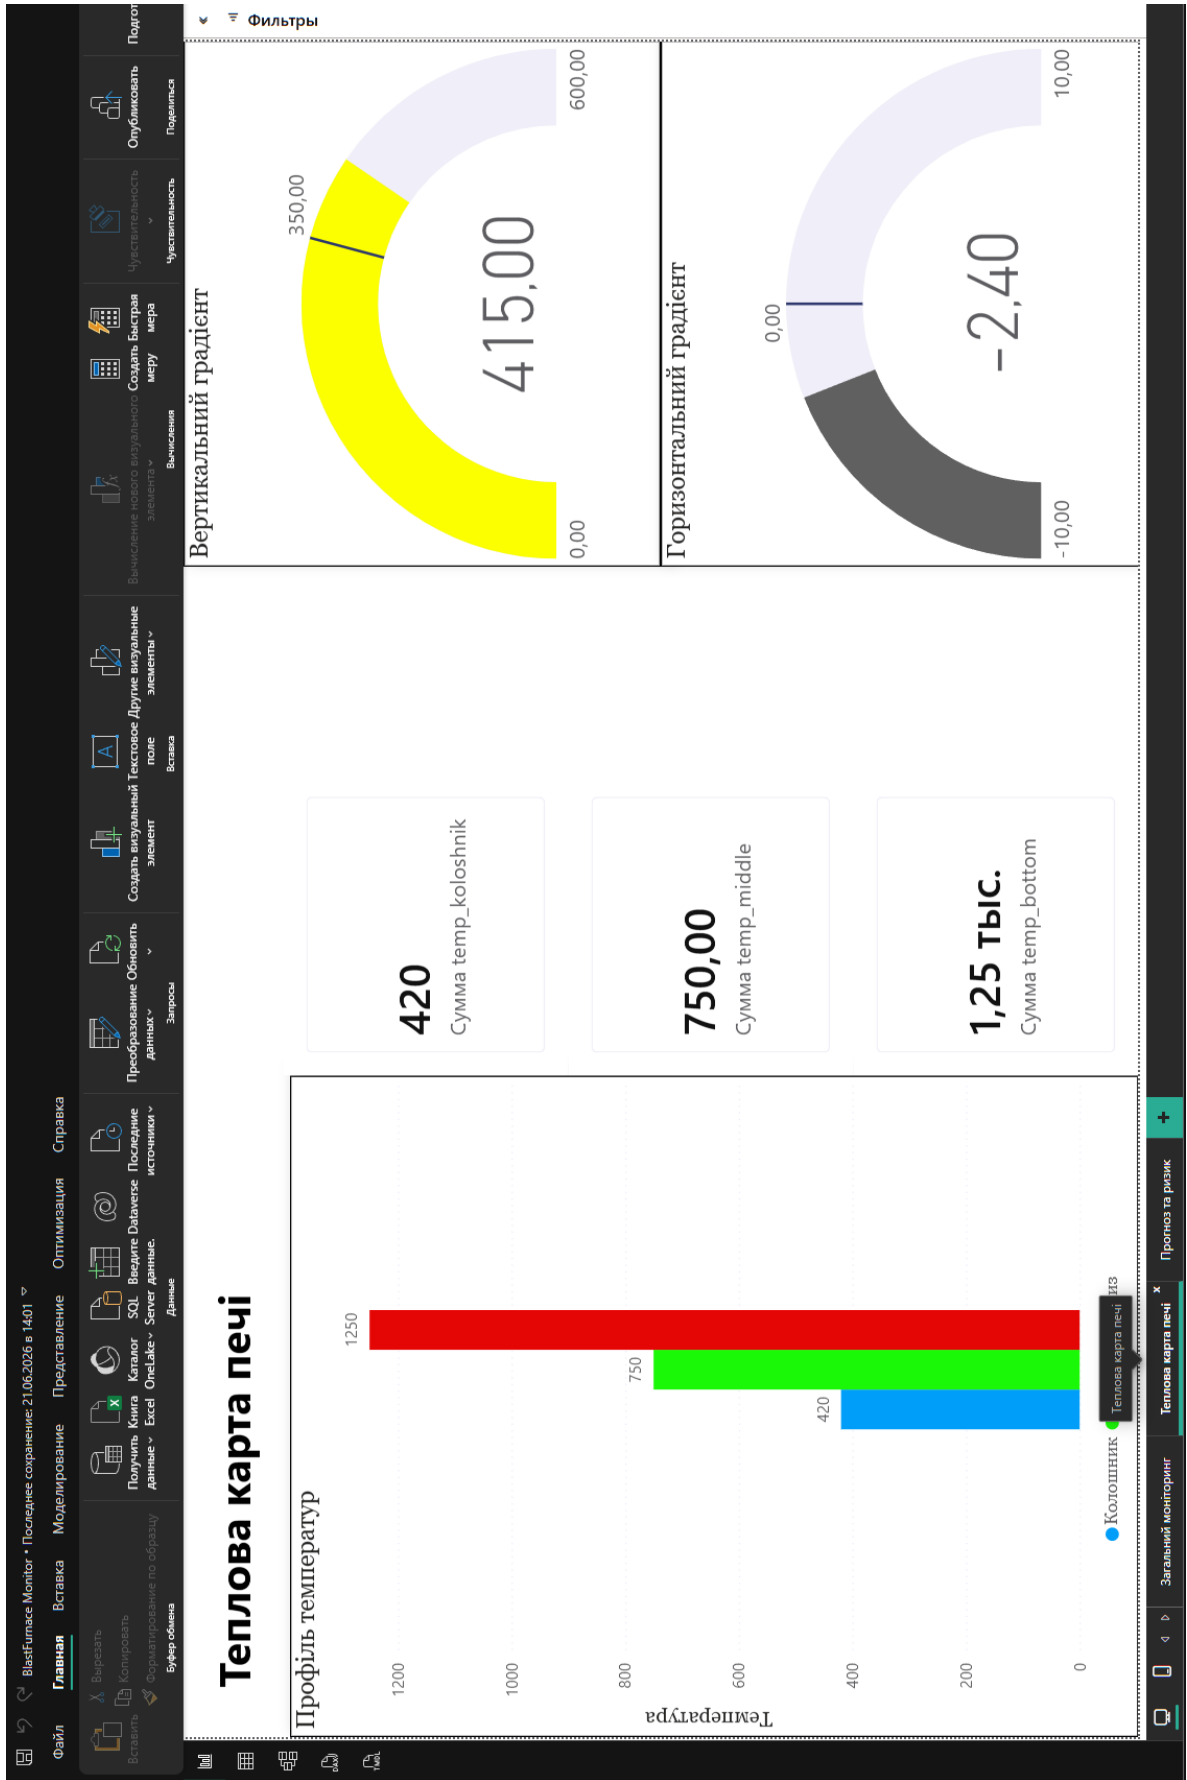 BlastFurnace Monitor • Последнее сохранение: 21.06.2026 в 14:01
Файл Главная Вставка Моделирование Представление Оптимизация Справка
Вставить
Вырезать
Копировать
Форматирование по образцу
Буфер обмена
Получить данные
Книга Excel
Каталог OneLake
SQL Server
Введите данные.
Dataverse
Последние источники
Данные
Преобразование данных
Обновить
Запросы
Создать визуальный элемент
Текстовое поле
A
Другие визуальные элементы
Вставка
Вычисление нового визуального элемента
Создать меру
Быстрая мера
Вычисления
Чувствительность
Чувствительность
Опубликовать
Поделиться
Подгот
DAX
TMDL
Фильтры
Теплова карта печі
Профіль температур
Температура
1200
1000
800
600
400
200
0
420
750
1250
Колошник
из
Теплова карта печі
420
Сумма temp_koloshnik
750,00
Сумма temp_middle
1,25 тыс.
Сумма temp_bottom
Вертикальний градієнт
350,00
415,00
0,00
600,00
Горизонтальний градієнт
0,00
-2,40
-10,00
10,00
Загальний моніторинг
Теплова карта печі x
Прогноз та ризик
+